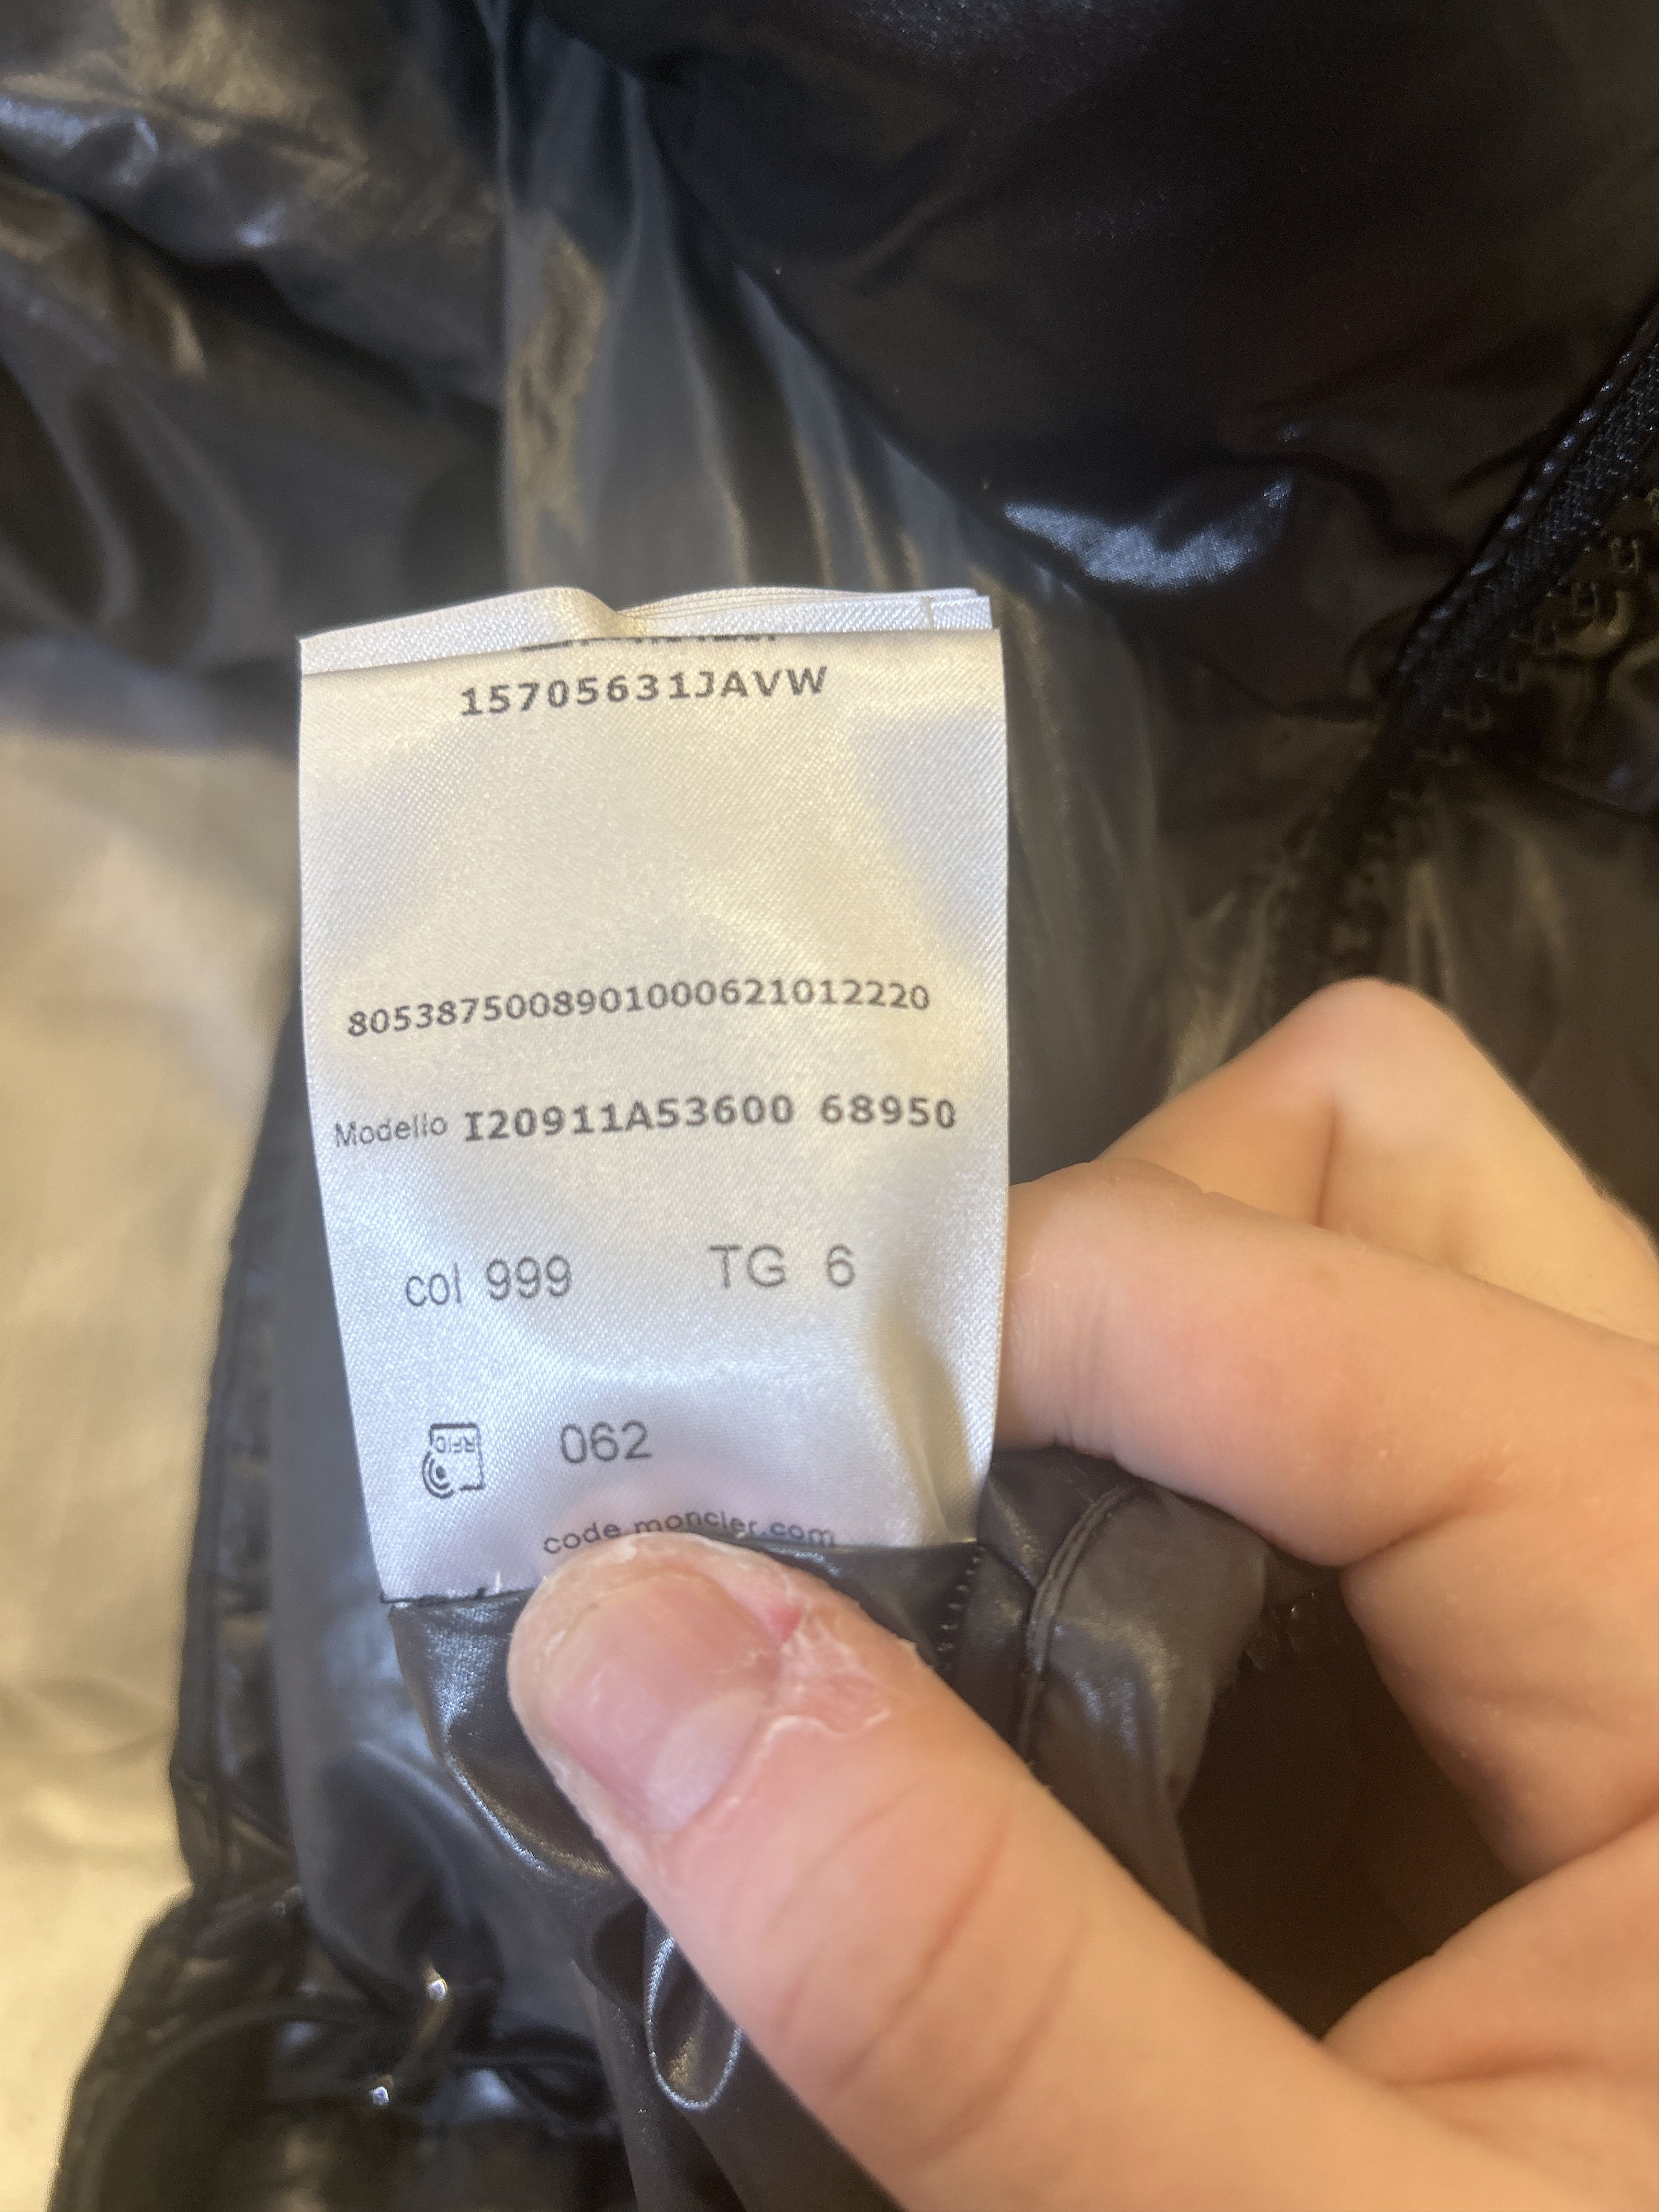 15705631JAVW
8053875008901000621012220
Modello I20911A53600 68950
col 999 TG 6
RFID 062
code.moncler.com